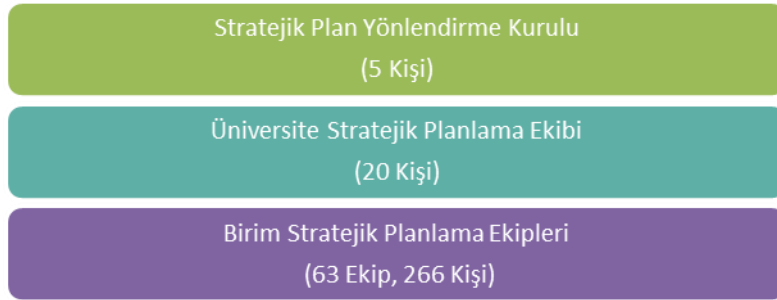 Stratejik Plan Yönlendirme Kurulu
(5 Kişi)
Üniversite Stratejik Planlama Ekibi
(20 Kişi)
Birim Stratejik Planlama Ekipleri
(63 Ekip, 266 Kişi)